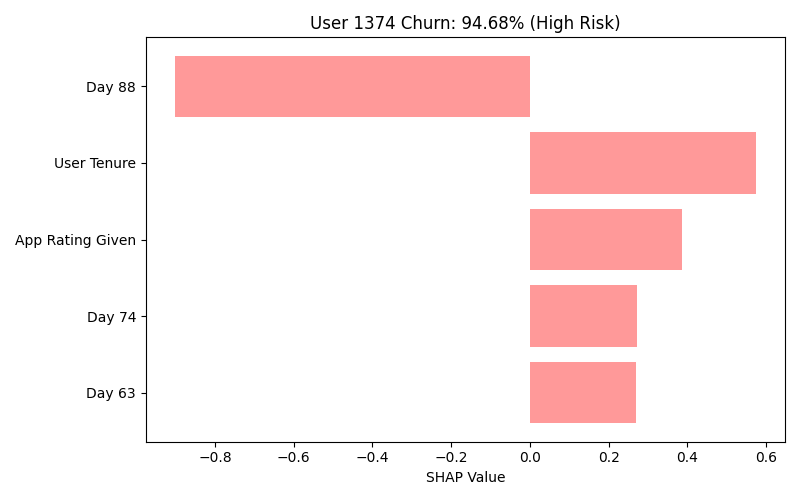 User 1374 Churn: 94.68% (High Risk)
Day 88
User Tenure
App Rating Given
Day 74
Day 63
−0.8 −0.6 −0.4 −0.2 0.0 0.2 0.4 0.6
SHAP Value